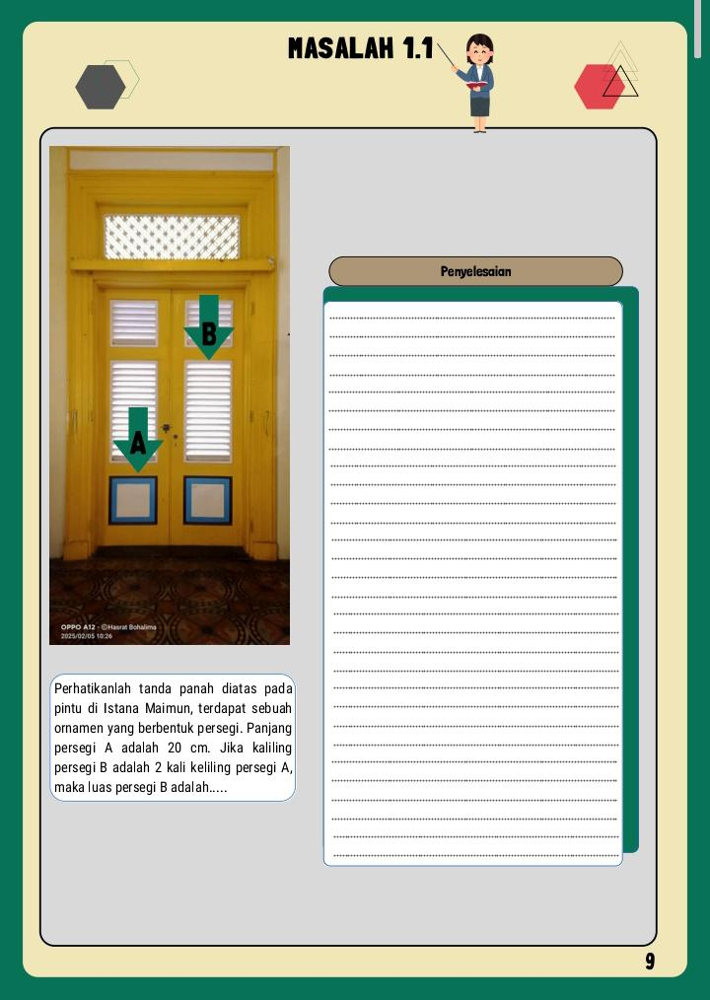 MASALAH 1.1
B
A
OPPO A12 · ©Hasrat Bohalima
2025/02/05 10:26
Perhatikanlah tanda panah diatas pada
pintu di Istana Maimun, terdapat sebuah
ornamen yang berbentuk persegi. Panjang
persegi A adalah 20 cm. Jika kaliling
persegi B adalah 2 kali keliling persegi A,
maka luas persegi B adalah.....
Penyelesaian
9